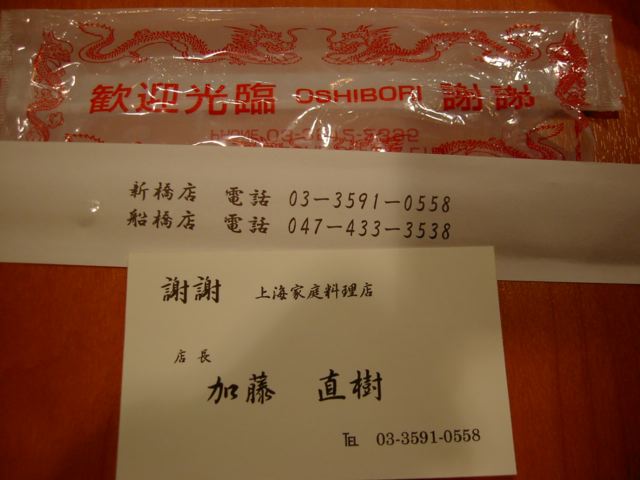 歓迎光臨 OSHIBORI 謝謝
新橋店 電話 03-3591-0558
船橋店 電話 047-433-3538
謝謝 上海家庭料理店
店長
加藤 直樹
℡ 03-3591-0558